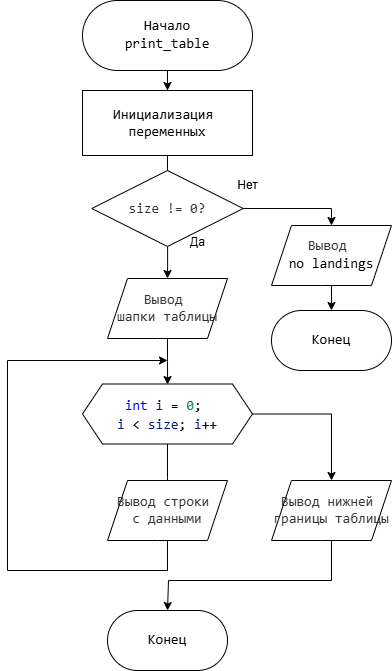 Начало
print_table
Инициализация
переменных
size != 0?
Нет
Да
Вывод
no landings
Вывод
шапки таблицы
Конец
int i = 0;
i < size; i++
Вывод строки
с данными
Вывод нижней
границы таблицы
Конец